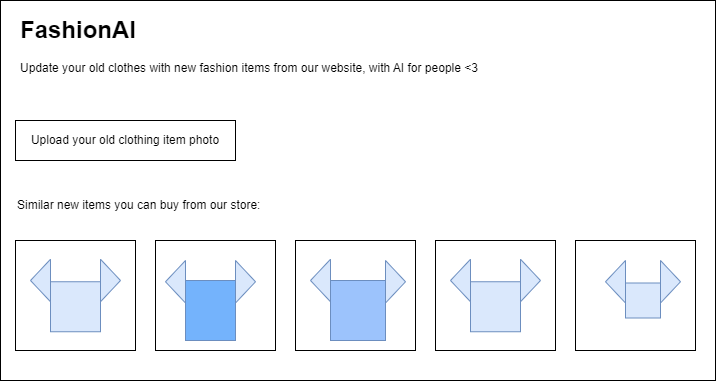 FashionAI
Update your old clothes with new fashion items from our website, with AI for people <3
Upload your old clothing item photo
Similar new items you can buy from our store: